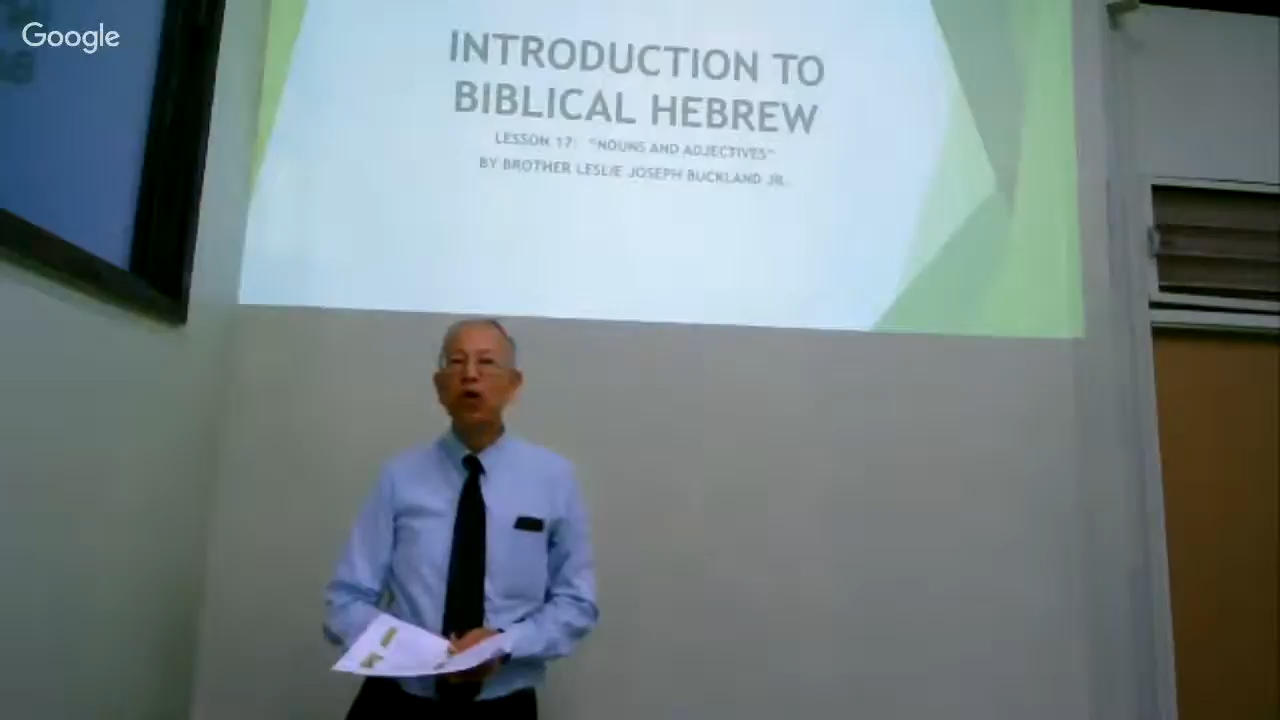 Google
INTRODUCTION TO
BIBLICAL HEBREW
LESSON 17: "NOUNS AND ADJECTIVES"
BY BROTHER LESLIE JOSEPH BUCKLAND JR.